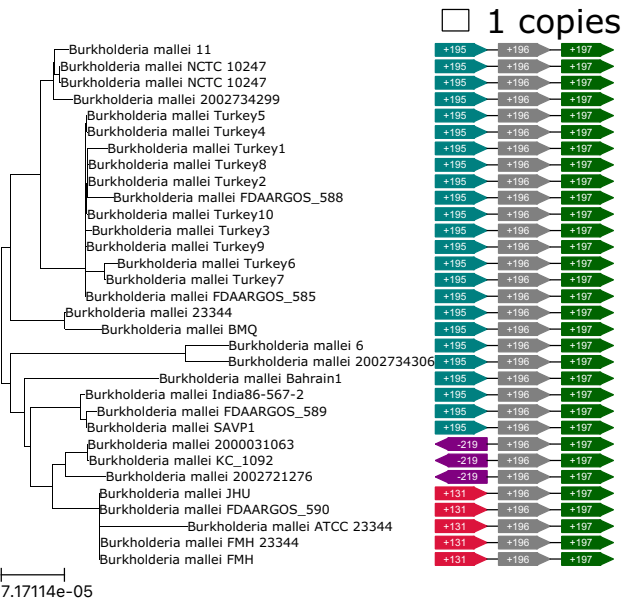 1 copies
Burkholderia mallei 11 +195 +196 +197
Burkholderia mallei NCTC 10247 +195 +196 +197
Burkholderia mallei NCTC 10247 +195 +196 +197
Burkholderia mallei 2002734299 +195 +196 +197
Burkholderia mallei Turkey5 +195 +196 +197
Burkholderia mallei Turkey4 +195 +196 +197
Burkholderia mallei Turkey1 +195 +196 +197
Burkholderia mallei Turkey8 +195 +196 +197
Burkholderia mallei Turkey2 +195 +196 +197
Burkholderia mallei FDAARGOS_588 +195 +196 +197
Burkholderia mallei Turkey10 +195 +196 +197
Burkholderia mallei Turkey3 +195 +196 +197
Burkholderia mallei Turkey9 +195 +196 +197
Burkholderia mallei Turkey6 +195 +196 +197
Burkholderia mallei Turkey7 +195 +196 +197
Burkholderia mallei FDAARGOS_585 +195 +196 +197
Burkholderia mallei 23344 +195 +196 +197
Burkholderia mallei BMQ +195 +196 +197
Burkholderia mallei 6 +195 +196 +197
Burkholderia mallei 2002734306 +195 +196 +197
Burkholderia mallei Bahrain1 +195 +196 +197
Burkholderia mallei India86-567-2 +195 +196 +197
Burkholderia mallei FDAARGOS_589 +195 +196 +197
Burkholderia mallei SAVP1 +195 +196 +197
Burkholderia mallei 2000031063 -219 +196 +197
Burkholderia mallei KC_1092 -219 +196 +197
Burkholderia mallei 2002721276 -219 +196 +197
Burkholderia mallei JHU +131 +196 +197
Burkholderia mallei FDAARGOS_590 +131 +196 +197
Burkholderia mallei ATCC 23344 +131 +196 +197
Burkholderia mallei FMH 23344 +131 +196 +197
Burkholderia mallei FMH +131 +196 +197
7.17114e-05